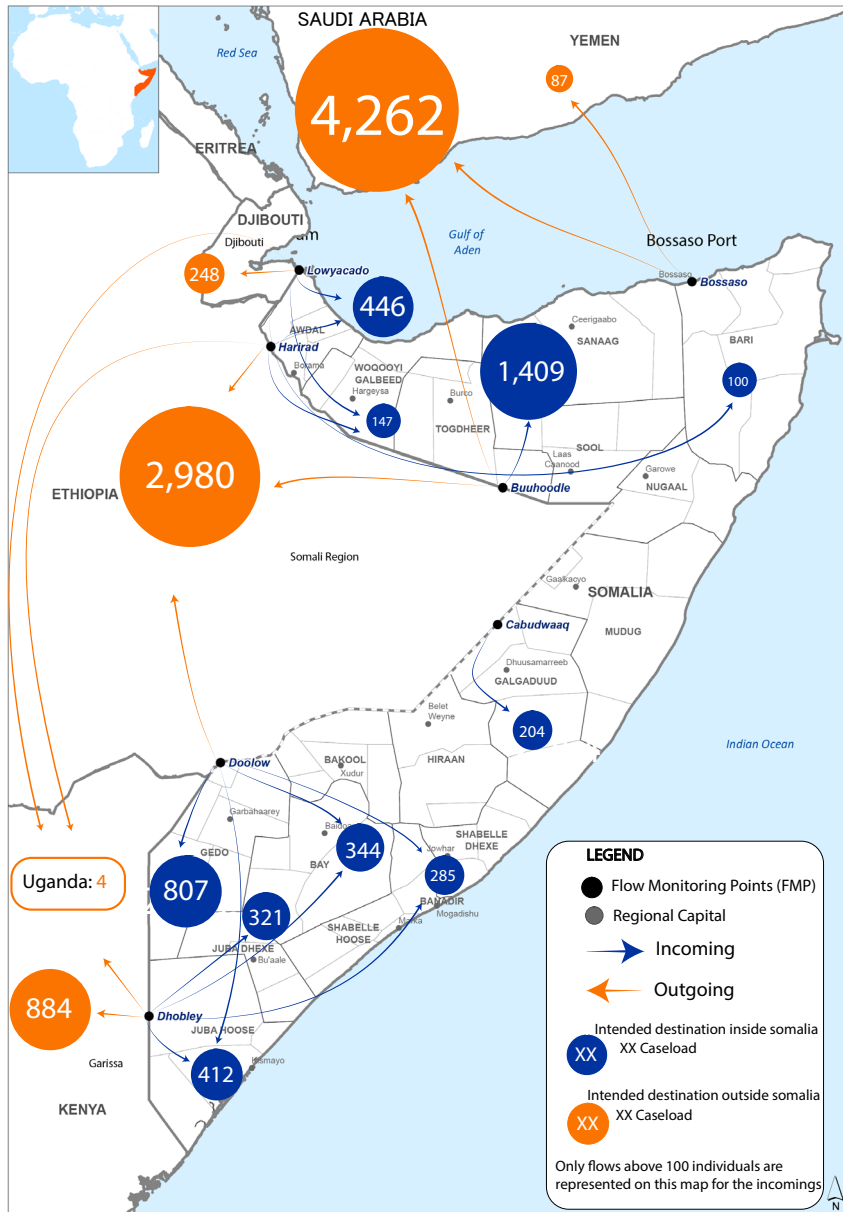 SAUDI ARABIA
Red Sea
YEMEN
87
4,262
ERITREA
DJIBOUTI
Djibouti
Gulf of
Aden
Bossaso Port
248
Lowyacado
Bossaso
Bossaso
446
Ceerigaabo
AWDAL
SANAAG
BARI
Harirad
Borama
WOQOOYI
GALBEED
Hargeysa
1,409
100
Burco
147
TOGDHEER
SOOL
Laas
Caanood
Garowe
2,980
ETHIOPIA
Buuhoodle
NUGAAL
Somali Region
Gaalkacyo
SOMALIA
Cabudwaaq
MUDUG
Dhuusamarreeb
GALGADUUD
Belet
Weyne
204
Indian Ocean
Doolow
BAKOOL
Xudur
HIRAAN
Garbahaarey
Baidoa
SHABELLE
DHEXE
Jowhar
GEDO
344
BAY
Uganda: 4
807
285
BANADIR
Mogadishu
321
SHABELLE
HOOSE
Marka
JUBA DHEXE
Bu'aale
884
Dhobley
JUBA HOOSE
Garissa
412
Kismayo
KENYA
LEGEND
Flow Monitoring Points (FMP)
Regional Capital
Incoming
Outgoing
Intended destination inside somalia
XX
XX Caseload
Intended destination outside somalia
XX
XX Caseload
Only flows above 100 individuals are
represented on this map for the incomings
N